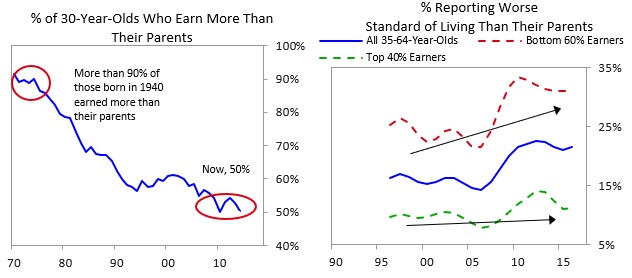 % of 30-Year-Olds Who Earn More Than
Their Parents
100%
90%
80%
70%
60%
50%
40%
More than 90% of
those born in 1940
earned more than
their parents
Now, 50%
70
80
90
00
10
% Reporting Worse
Standard of Living Than Their Parents
All 35-64-Year-Olds
Bottom 60% Earners
Top 40% Earners
35%
25%
15%
5%
90
95
00
05
10
15